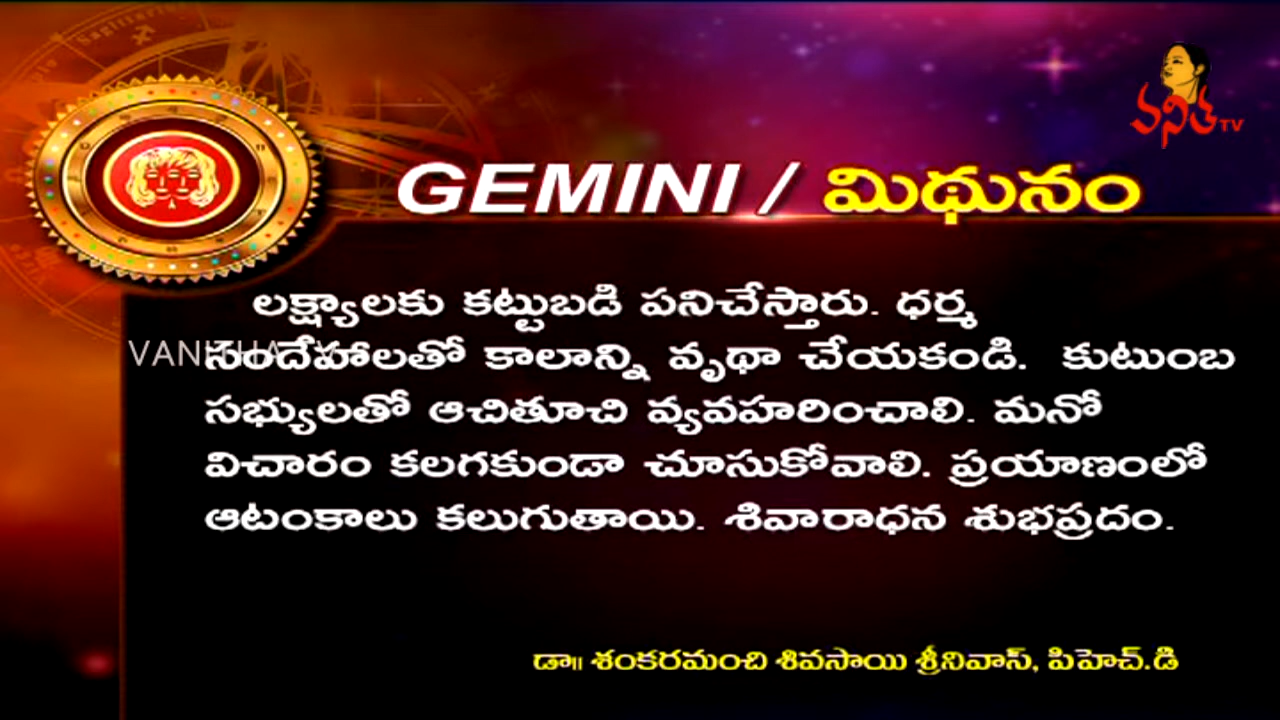 వనిత TV
GEMINI / మిథునం
లక్ష్యాలకు కట్టుబడి పనిచేస్తారు. ధర్మ
సందేహాలతో కాలాన్ని వృథా చేయకండి. కుటుంబ
సభ్యులతో ఆచితూచి వ్యవహరించాలి. మనో
విచారం కలగకుండా చూసుకోవాలి. ప్రయాణంలో
ఆటంకాలు కలుగుతాయి. శివారాధన శుభప్రదం.
డా॥ శంకరమంచి శివసాయి శ్రీనివాస్, పిహెచ్.డి